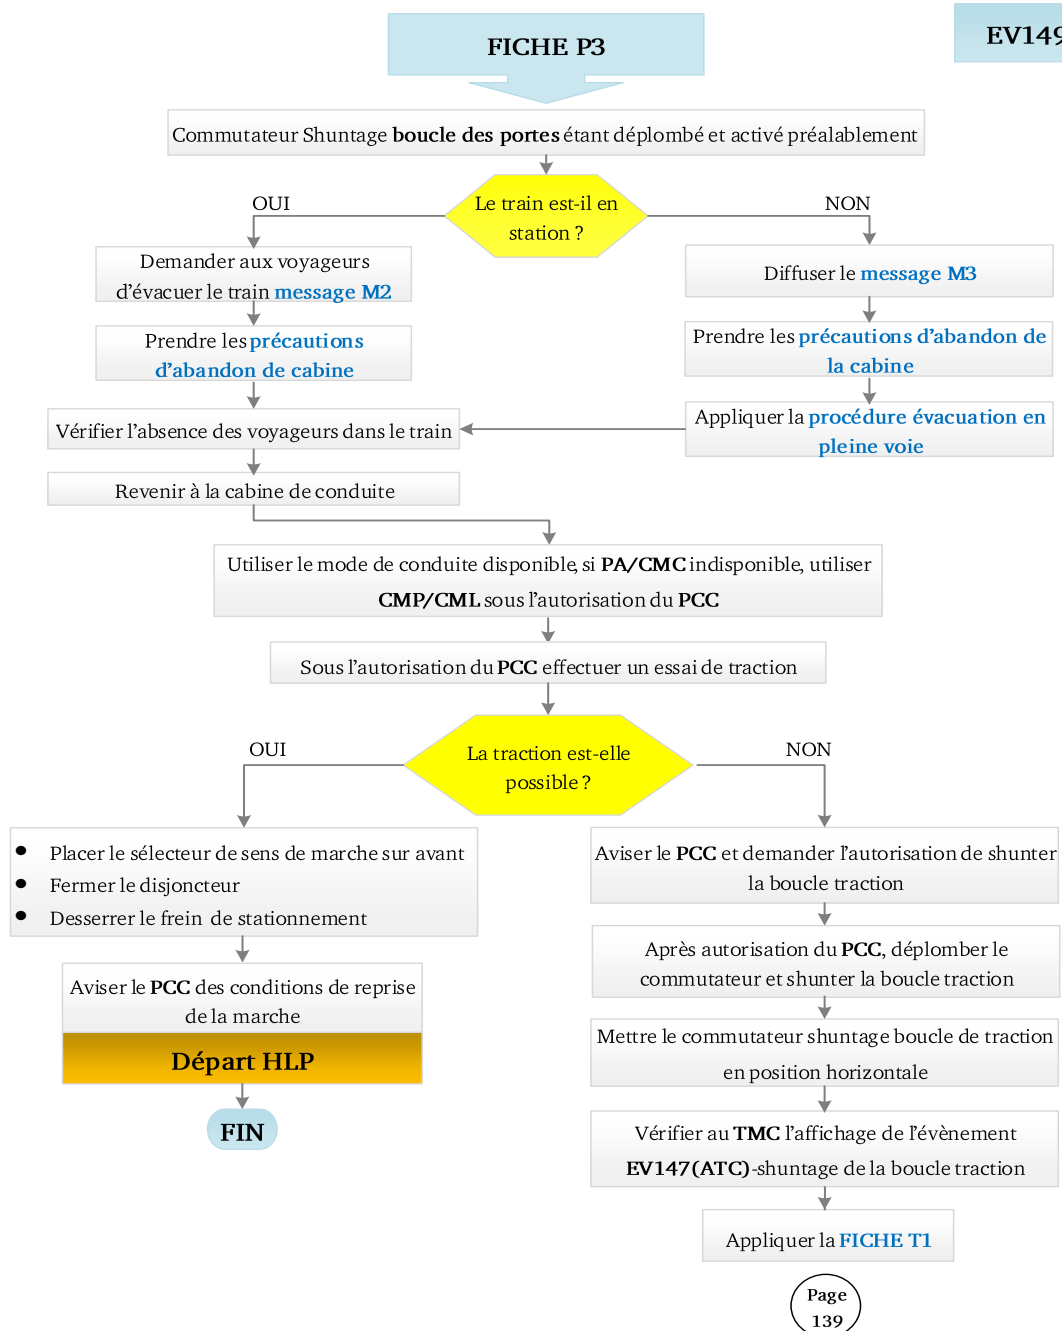 FICHE P3
EV149
Commutateur Shuntage boucle des portes étant déplombé et activé préalablement
Le train est-il en
station ?
OUI
NON
Demander aux voyageurs
d’évacuer le train message M2
Prendre les précautions
d’abandon de cabine
Diffuser le message M3
Prendre les précautions d’abandon de
la cabine
Appliquer la procédure évacuation en
pleine voie
Vérifier l’absence des voyageurs dans le train
Revenir à la cabine de conduite
Utiliser le mode de conduite disponible, si PA/CMC indisponible, utiliser
CMP/CML sous l’autorisation du PCC
Sous l’autorisation du PCC effectuer un essai de traction
La traction est-elle
possible ?
OUI
NON
• Placer le sélecteur de sens de marche sur avant
• Fermer le disjoncteur
• Desserrer le frein de stationnement
Aviser le PCC des conditions de reprise
de la marche
Départ HLP
FIN
Aviser le PCC et demander l’autorisation de shunter
la boucle traction
Après autorisation du PCC, déplomber le
commutateur et shunter la boucle traction
Mettre le commutateur shuntage boucle de traction
en position horizontale
Vérifier au TMC l’affichage de l’évènement
EV147(ATC)-shuntage de la boucle traction
Appliquer la FICHE T1
Page
139